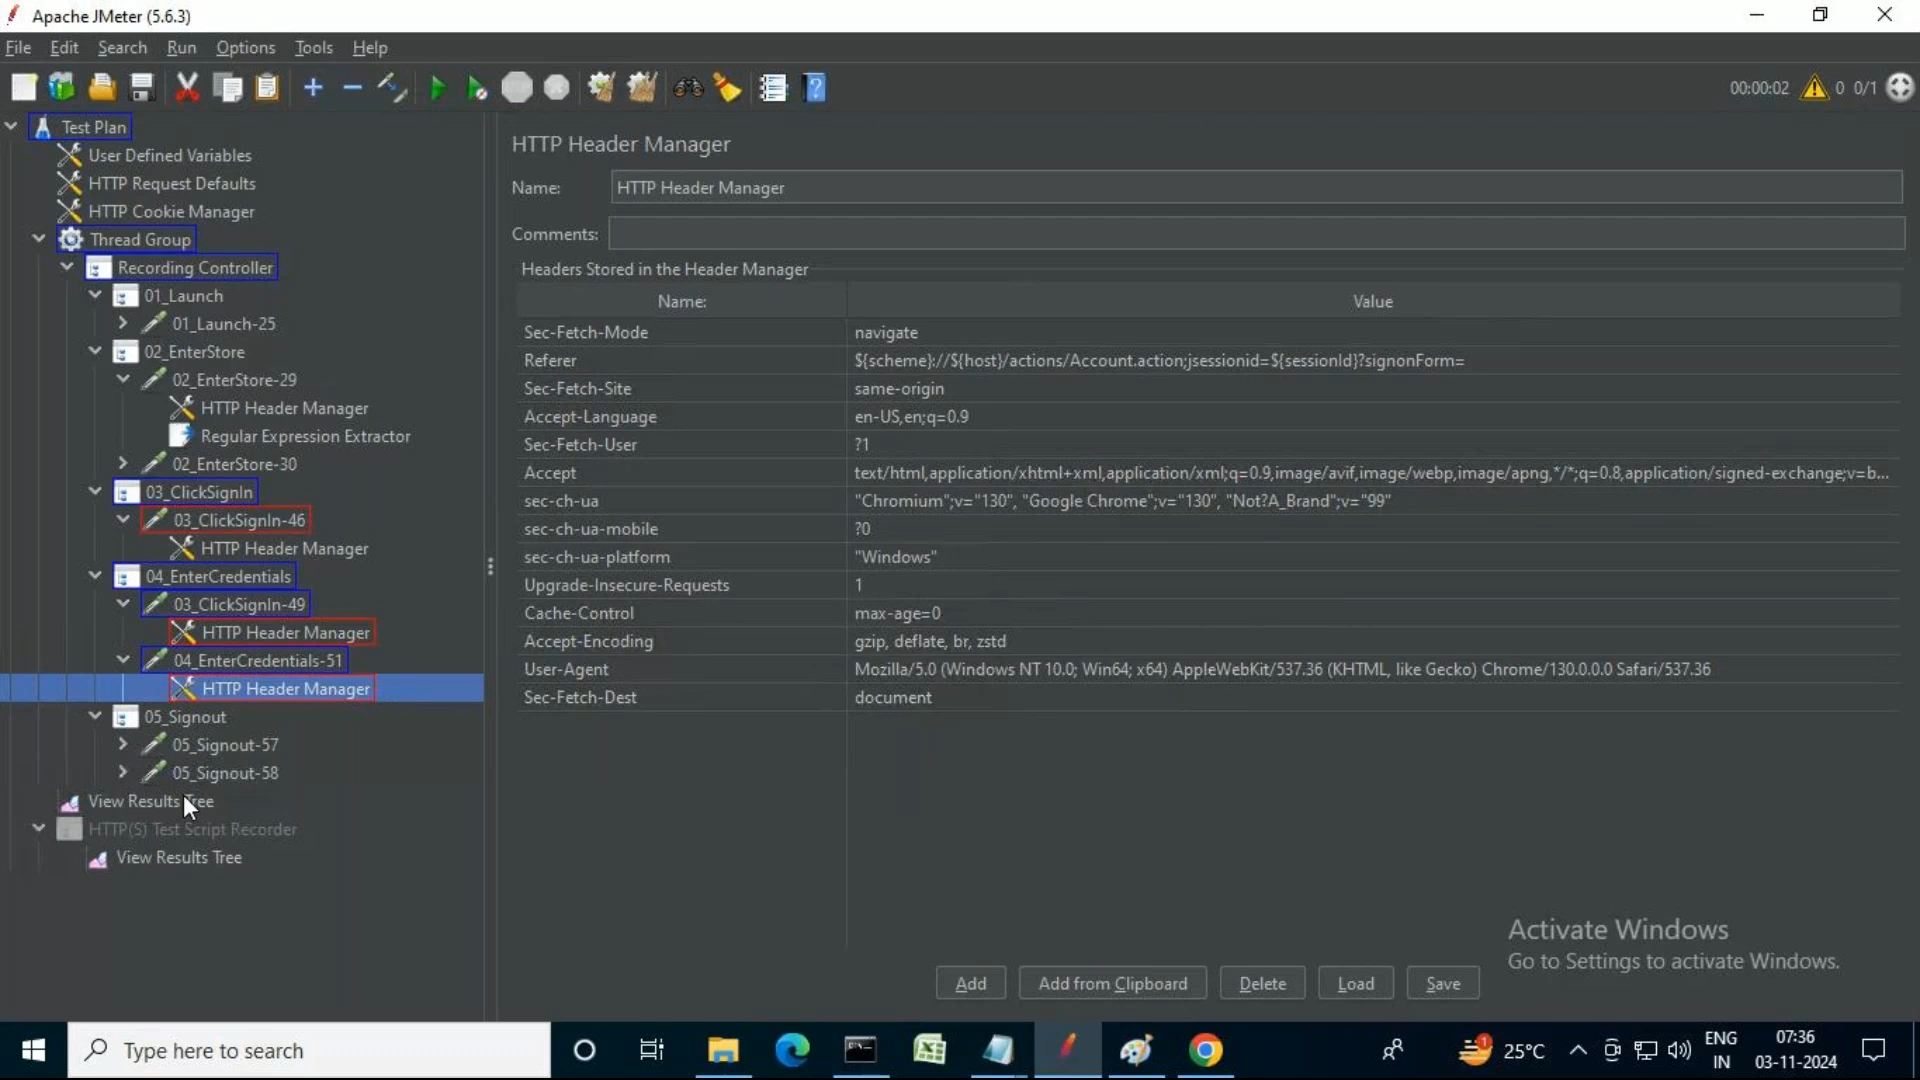 Apache JMeter (5.6.3)
File Edit Search Run Options Tools Help
00:00:02 0 0/1
Test Plan
User Defined Variables
HTTP Request Defaults
HTTP Cookie Manager
Thread Group
Recording Controller
01_Launch
01_Launch-25
02_EnterStore
02_EnterStore-29
HTTP Header Manager
Regular Expression Extractor
02_EnterStore-30
03_ClickSignIn
03_ClickSignIn-46
HTTP Header Manager
04_EnterCredentials
03_ClickSignIn-49
HTTP Header Manager
04_EnterCredentials-51
HTTP Header Manager
05_Signout
05_Signout-57
05_Signout-58
View Results Tree
HTTP(S) Test Script Recorder
View Results Tree
HTTP Header Manager
Name: HTTP Header Manager
Comments:
Headers Stored in the Header Manager
Name: Value
Sec-Fetch-Mode navigate
Referer ${scheme}://${host}/actions/Account.action;jsessionid=${sessionId}?signonForm=
Sec-Fetch-Site same-origin
Accept-Language en-US,en;q=0.9
Sec-Fetch-User ?1
Accept text/html,application/xhtml+xml,application/xml;q=0.9,image/avif,image/webp,image/apng,*/*;q=0.8,application/signed-exchange;v=b...
sec-ch-ua "Chromium";v="130", "Google Chrome";v="130", "Not?A_Brand";v="99"
sec-ch-ua-mobile ?0
sec-ch-ua-platform "Windows"
Upgrade-Insecure-Requests 1
Cache-Control max-age=0
Accept-Encoding gzip, deflate, br, zstd
User-Agent Mozilla/5.0 (Windows NT 10.0; Win64; x64) AppleWebKit/537.36 (KHTML, like Gecko) Chrome/130.0.0.0 Safari/537.36
Sec-Fetch-Dest document
Activate Windows
Go to Settings to activate Windows.
Add Add from Clipboard Delete Load Save
Type here to search
1 25°C ENG 07:36
IN 03-11-2024